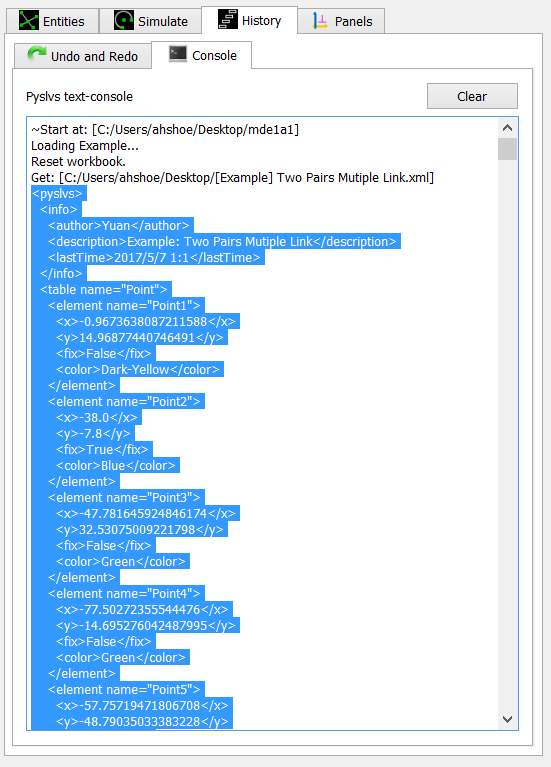 Entities Simulate History Panels
Undo and Redo Console
Pyslvs text-console Clear
~Start at: [C:/Users/ahshoe/Desktop/mde1a1]
Loading Example...
Reset workbook.
Get: [C:/Users/ahshoe/Desktop/[Example] Two Pairs Mutiple Link.xml]
<pyslvs>
<info>
<author>Yuan</author>
<description>Example: Two Pairs Mutiple Link</description>
<lastTime>2017/5/7 1:1</lastTime>
</info>
<table name="Point">
<element name="Point1">
<x>-0.9673638087211588</x>
<y>14.96877440746491</y>
<fix>False</fix>
<color>Dark-Yellow</color>
</element>
<element name="Point2">
<x>-38.0</x>
<y>-7.8</y>
<fix>True</fix>
<color>Blue</color>
</element>
<element name="Point3">
<x>-47.781645924846174</x>
<y>32.53075009221798</y>
<fix>False</fix>
<color>Green</color>
</element>
<element name="Point4">
<x>-77.50272355544476</x>
<y>-14.695276042487995</y>
<fix>False</fix>
<color>Green</color>
</element>
<element name="Point5">
<x>-57.75719471806708</x>
<y>-48.79035033383228</y>